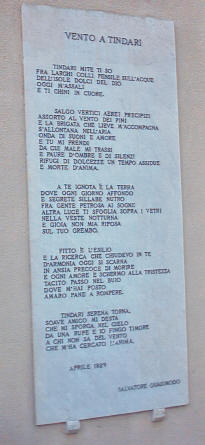 VENTO A TINDARI
TINDARI MITE TI SO
FRA LARGHI COLLI PENSILE SULL'ACQUE
DELL'ISOLE DOLCI DEL DIO
OGGI M'ASSALI
E TI CHINI IN CUORE.
SALGO VERTICI AEREI PRECIPIZI
ASSORTO AL VENTO DEI PINI
E LA BRIGATA CHE LIEVE M'ACCOMPAGNA
S'ALLONTANA NELL'ARIA
ONDA DI SUONI E AMORE
E TU MI PRENDI
DA CUI MALE MI TRASSI
E PAURE D'OMBRE E DI SILENZI
RIFUGI DI DOLCEZZE UN TEMPO ASSIDUE
E MORTE D'ANIMA.
A TE IGNOTA È LA TERRA
DOVE OGNI GIORNO AFFONDO
E SEGRETE SILLABE NUTRO
ALTRA LUCE TI SFOGLIA SOPRA I VETRI
NELLA VESTE NOTTURNA
E GIOIA NON MIA RIPOSA
SUL TUO GREMBO.
L'ESILIO
E LA RICERCA CHE CHUDEVO IN TE
D'ARMONIA OGGI SI
IN ANSIA PRECOCE DI MORIRE
E OGNI AMORE È SCHERMO ALLA TRISTEZZA
TACITO PASSO NEL BUIO
DOVE M'HAI POSTO
AMARO PANE A ROMPERE.
TINDARI SERENA TORNA.
SOAVE AMICO MI DESTA
CHE MI SPORGA NEL CIELO
DA UNA RUPE E IO FINGO TIMORE
A CHI NON SA DEL VENTO
CHE M'HA CERCATO L'ANIMA.
APRILE
SALVATORE QUASIMODO